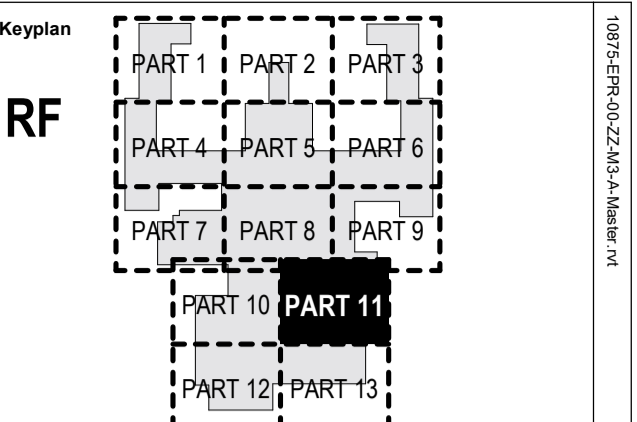 Keyplan
RF
PART 1 PART 2 PART 3
PART 4 PART 5 PART 6
PART 7 PART 8 PART 9
PART 10 PART 11
PART 12 PART 13
10875-EPR-00-ZZ-M3-A-Master.rvt